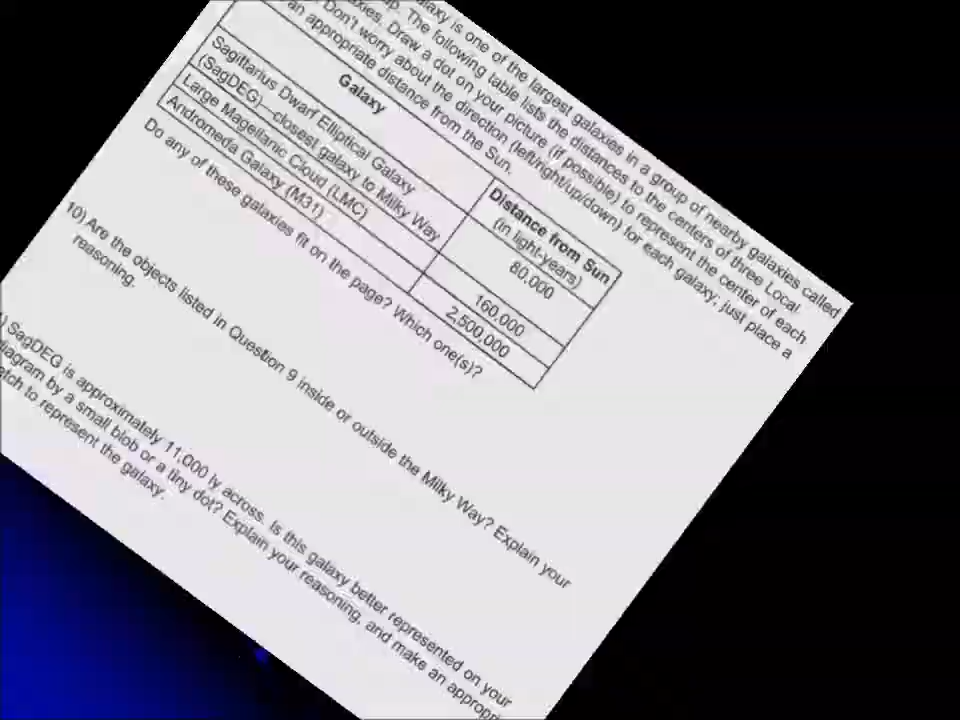 alaxy is one of the largest galaxies in a group of nearby galaxies called
up. The following table lists the distances to the centers of three Local
axies. Draw a dot on your picture (if possible) to represent the center of each
Don't worry about the direction (left/right/up/down) for each galaxy; just place a
an appropriate distance from the Sun.
Galaxy
Distance from Sun
(in light-years)
Sagittarius Dwarf Elliptical Galaxy
(SagDEG)—closest galaxy to Milky Way
80,000
Large Magellanic Cloud (LMC)
160,000
Andromeda Galaxy (M31)
2,500,000
Do any of these galaxies fit on the page? Which one(s)?
10) Are the objects listed in Question 9 inside or outside the Milky Way? Explain your
reasoning.
) SagDEG is approximately 11,000 ly across. Is this galaxy better represented on your
iagram by a small blob or a tiny dot? Explain your reasoning, and make an appropri
etch to represent the galaxy.